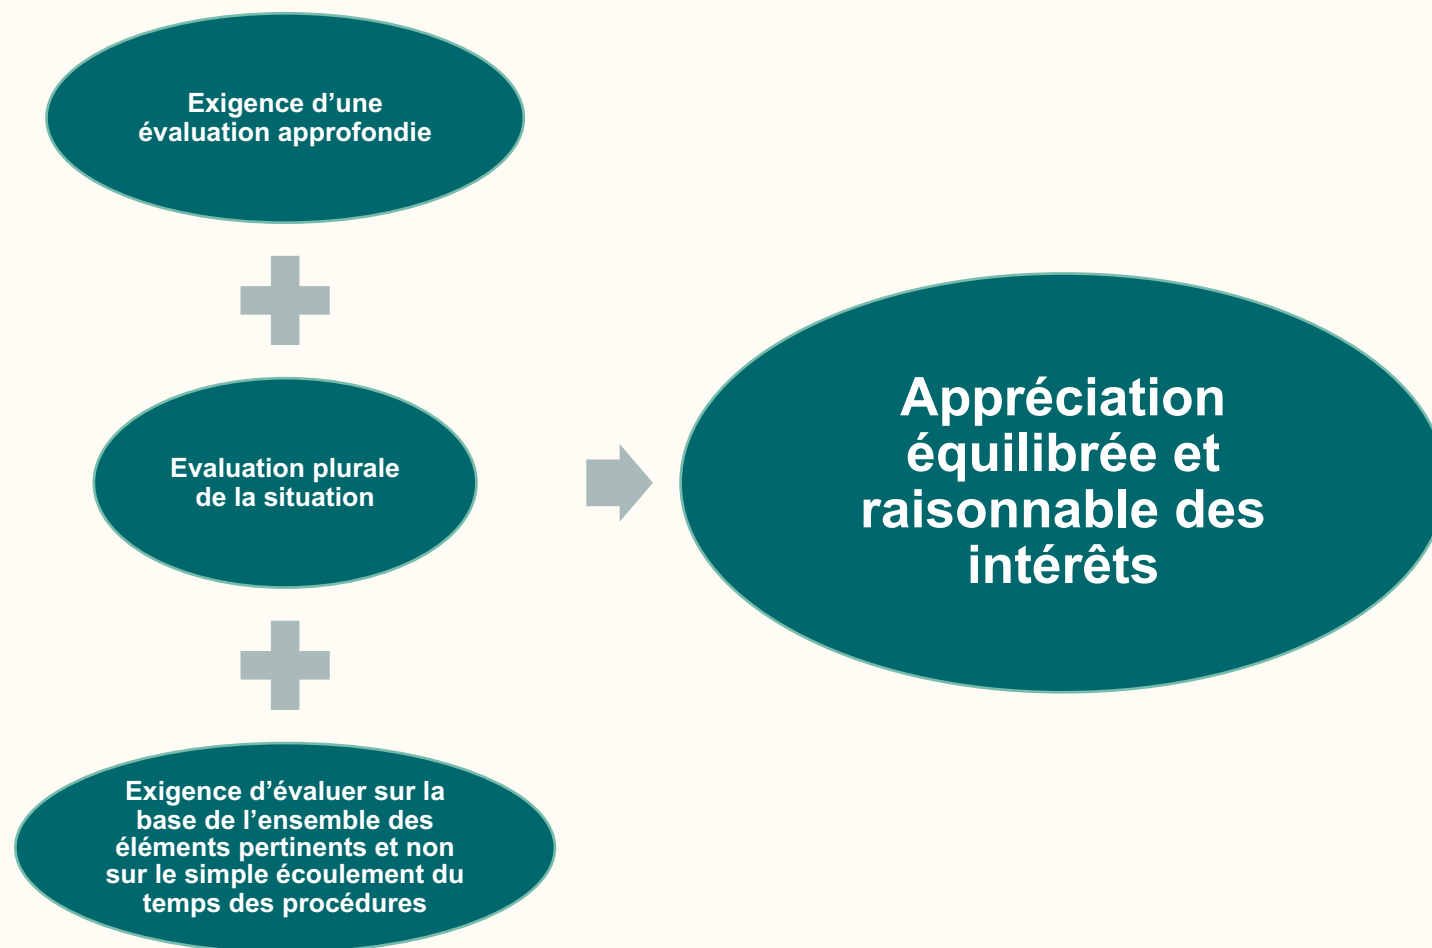 Exigence d’une
évaluation approfondie
Evaluation plurale
de la situation
Exigence d’évaluer sur la
base de l’ensemble des
éléments pertinents et non
sur le simple écoulement du
temps des procédures
Appréciation
équilibrée et
raisonnable des
intérêts